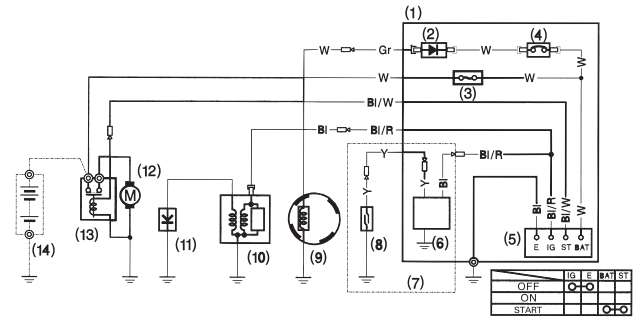 (1)
(2)
(4)
W
Gr
W
W
W
W
W
(3)
Bl/W
Bl
Bl/R
Y
Bl/R
(12)
M
Y
Y
Bl
Bl
Bl/R
Bl/W
W
(13)
(14)
(11)
(10)
(9)
(8)
(6)
(5)
E IG ST BAT
(7)
IG E BAT ST
OFF
ON
START